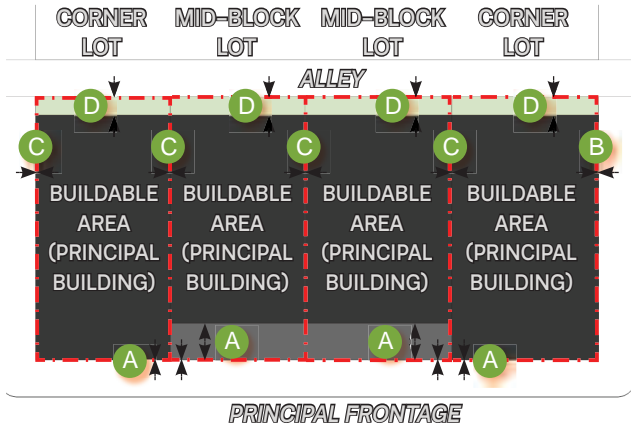 CORNER LOT
MID–BLOCK LOT
MID–BLOCK LOT
CORNER LOT
ALLEY
D
D
D
D
C
C
C
C
B
BUILDABLE
AREA
(PRINCIPAL
BUILDING)
BUILDABLE
AREA
(PRINCIPAL
BUILDING)
BUILDABLE
AREA
(PRINCIPAL
BUILDING)
BUILDABLE
AREA
(PRINCIPAL
BUILDING)
A
A
A
A
PRINCIPAL FRONTAGE